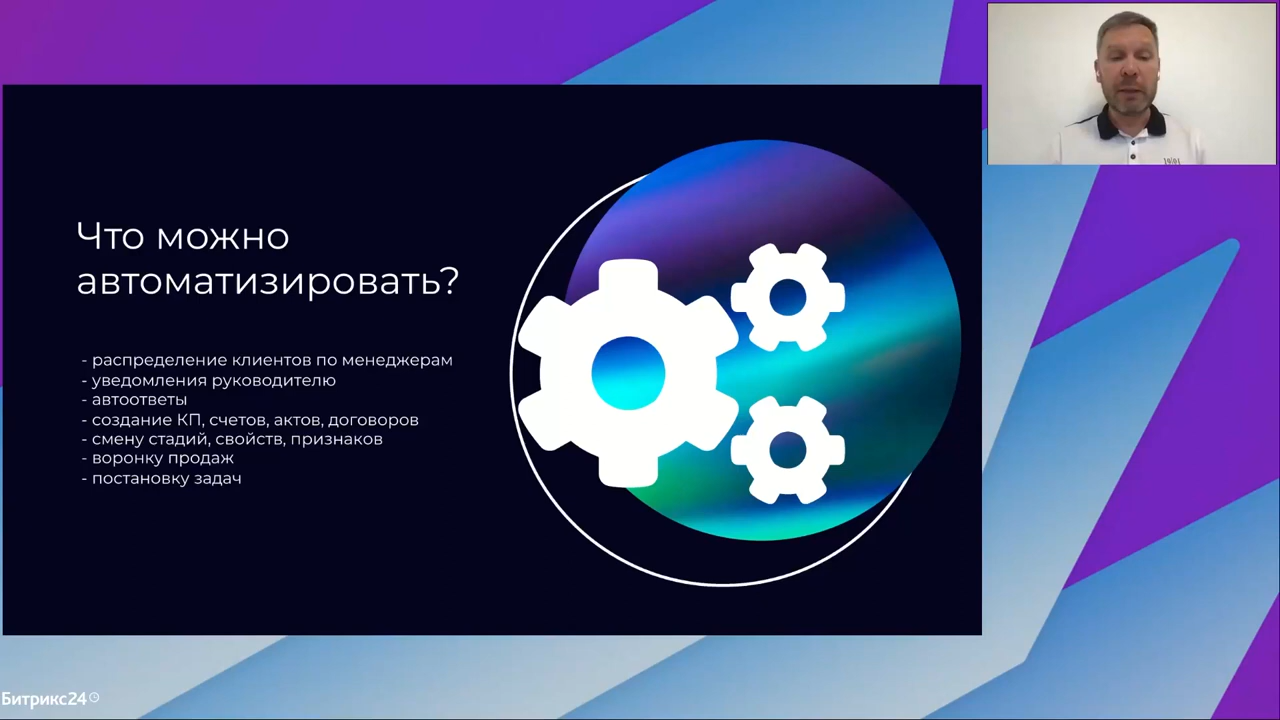 Что можно
автоматизировать?
- распределение клиентов по менеджерам
- уведомления руководителю
- автоответы
- создание КП, счетов, актов, договоров
- смену стадий, свойств, признаков
- воронку продаж
- постановку задач
Битрикс24